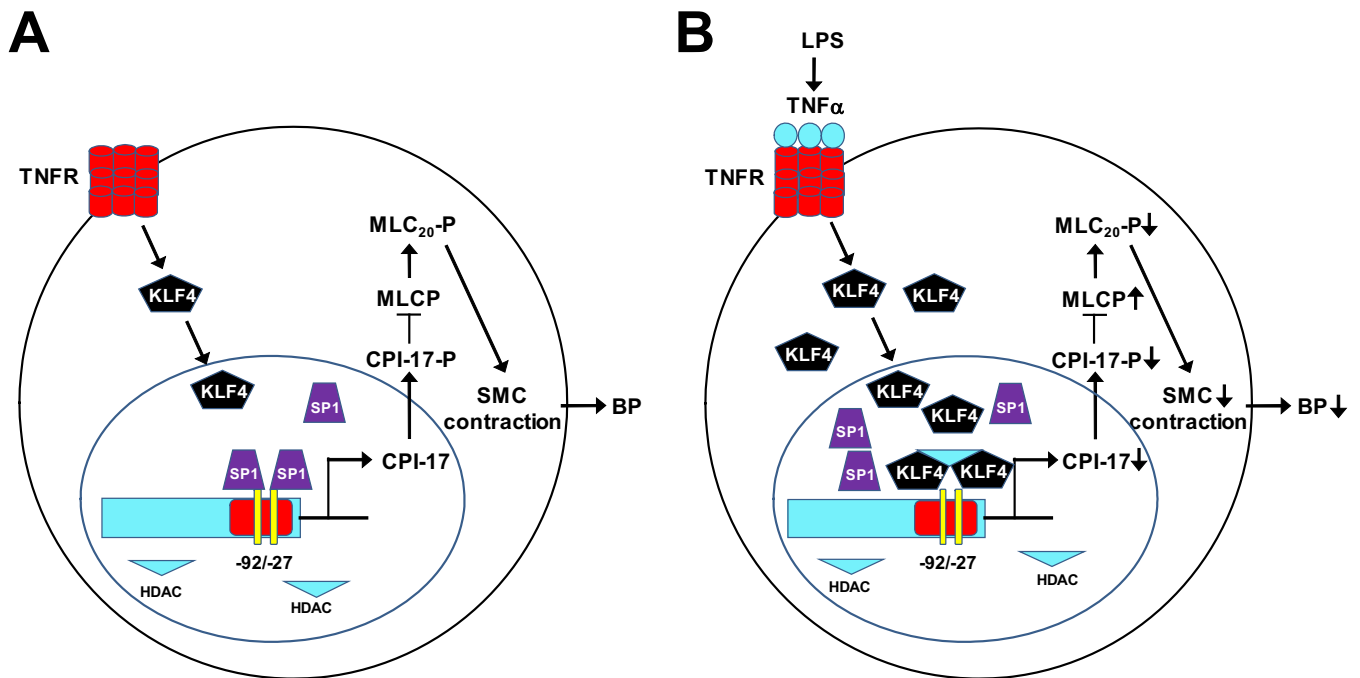 A
TNFR
KLF4
KLF4
SP1
SP1
SP1
MLC₂₀-P
MLCP
CPI-17-P
CPI-17
SMC
contraction
BP
-92/-27
HDAC
HDAC
B
LPS
TNFα
TNFR
KLF4
KLF4
KLF4
KLF4
KLF4
SP1
SP1
SP1
KLF4
KLF4
MLC₂₀-P↓
MLCP↑
CPI-17-P↓
CPI-17↓
SMC↓
contraction
BP↓
-92/-27
HDAC
HDAC